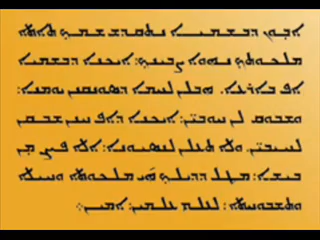 ܐܒܘܢ ܕܒܫܡܝܐ ܢܬܩܕܫ ܫܡܟ ܬܐܬܐ
ܡܠܟܘܬܟ ܢܗܘܐ ܨܒܝܢܟ: ܐܝܟܢܐ ܕܒܫܡܝܐ
ܐܦ ܒܐܪܥܐ. ܗܒܠܢ ܠܚܡܐ ܕܣܘܢܩܢܢ ܝܘܡܢܐ:
ܘܫܒܘܩ ܠܢ ܚܘܒܝܢ: ܐܝܟܢܐ ܕܐܦ ܚܢܢ ܫܒܩܢ
ܠܚܝܒܝܢ: ܘܠܐ ܬܥܠܢ ܠܢܣܝܘܢܐ: ܐܠܐ ܦܨܢ ܡܢ
ܒܝܫܐ: ܡܛܠ ܕܕܝܠܟ ܗܝ ܡܠܟܘܬܐ ܘܚܝܠܐ
ܘܬܫܒܘܚܬܐ: ܠܥܠܡ ܥܠܡܝܢ: ܐܡܝܢ܀